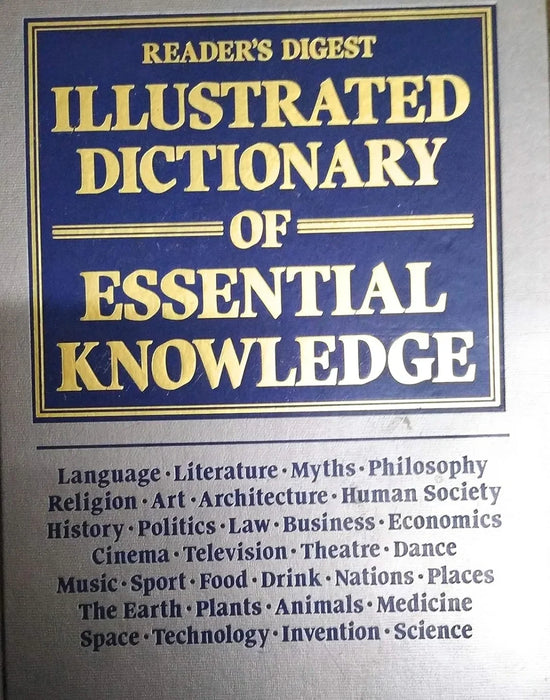 READER'S DIGEST
ILLUSTRATED
DICTIONARY
OF
ESSENTIAL
KNOWLEDGE
Language · Literature · Myths · Philosophy
Religion · Art · Architecture · Human Society
History · Politics · Law · Business · Economics
Cinema · Television · Theatre · Dance
Music · Sport · Food · Drink · Nations · Places
The Earth · Plants · Animals · Medicine
Space · Technology · Invention · Science